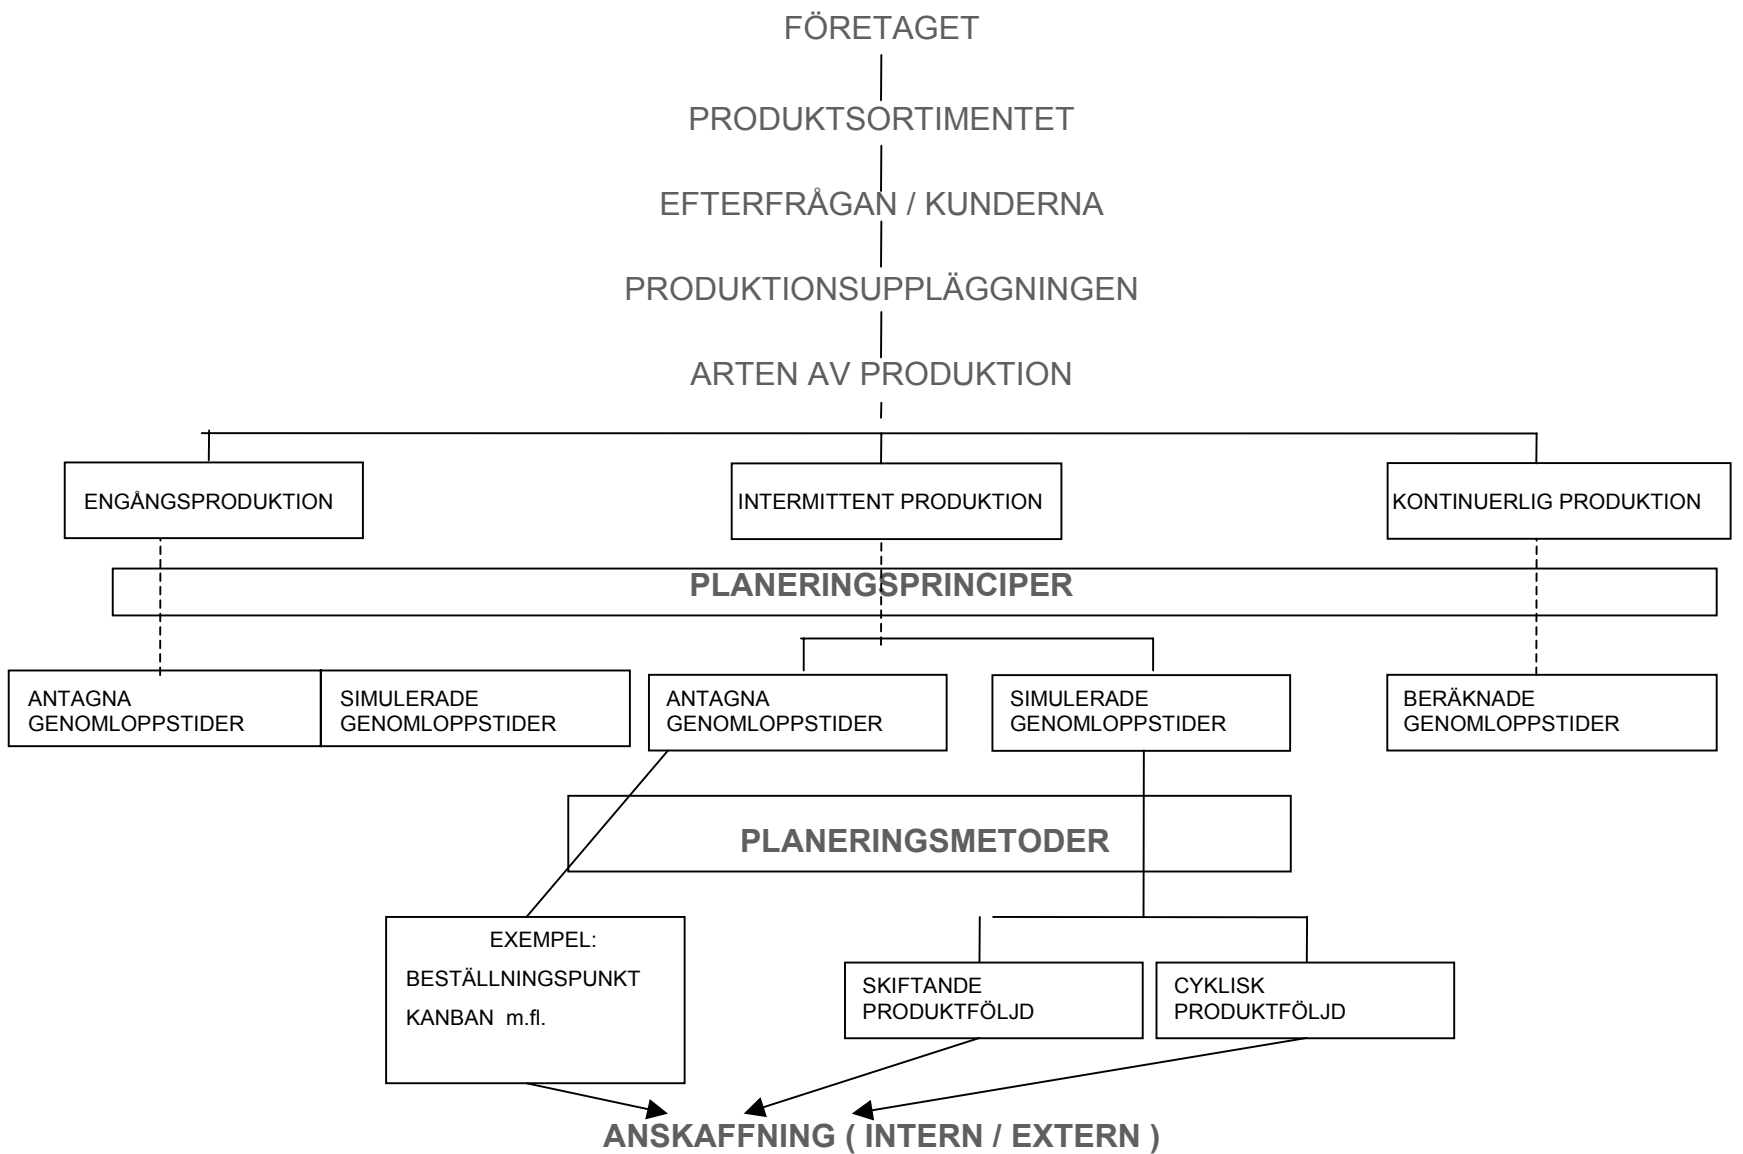 FÖRETAGET
PRODUKTSORTIMENTET
EFTERFRÅGAN / KUNDERNA
PRODUKTIONSUPPLÄGGNINGEN
ARTEN AV PRODUKTION
ENGÅNGSPRODUKTION
INTERMITTENT PRODUKTION
KONTINUERLIG PRODUKTION
PLANERINGSPRINCIPER
ANTAGNA
GENOMLOPPSTIDER
SIMULERADE
GENOMLOPPSTIDER
ANTAGNA
GENOMLOPPSTIDER
SIMULERADE
GENOMLOPPSTIDER
BERÄKNADE
GENOMLOPPSTIDER
PLANERINGSMETODER
EXEMPEL:
BESTÄLLNINGSPUNKT
KANBAN m.fl.
SKIFTANDE
PRODUKTFÖLJD
CYKLISK
PRODUKTFÖLJD
ANSKAFFNING ( INTERN / EXTERN )